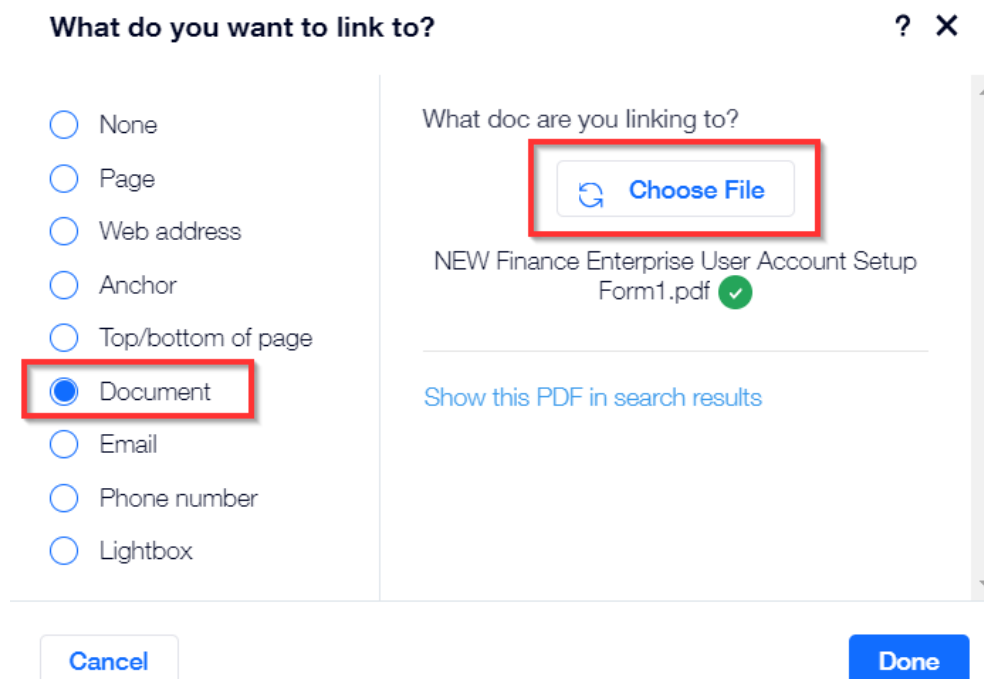 What do you want to link to?
?
None
Page
Web address
Anchor
Top/bottom of page
Document
Email
Phone number
Lightbox
What doc are you linking to?
Choose File
NEW Finance Enterprise User Account Setup
Form1.pdf
Show this PDF in search results
Cancel
Done